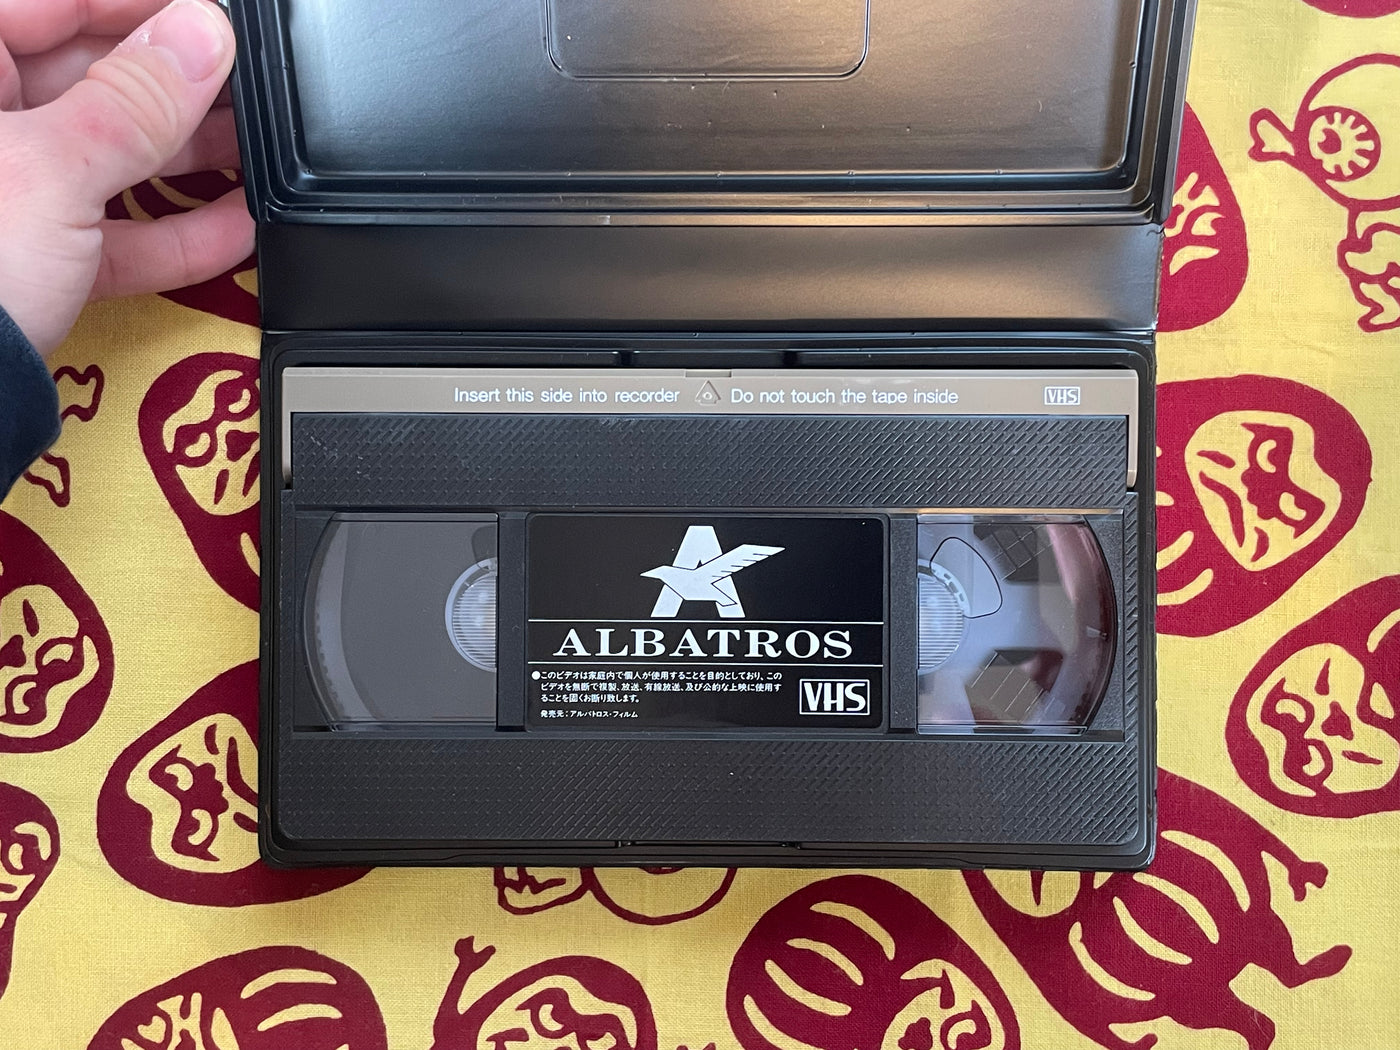 Insert this side into recorder Do not touch the tape inside VHS
A
ALBATROS
●このビデオは家庭内で個人が使用することを目的としており、この
ビデオを無断で複製、放送、有線放送、及び公的な上映に使用す
ることを固くお断り致します。
発売元：アルバトロス・フィルム
VHS